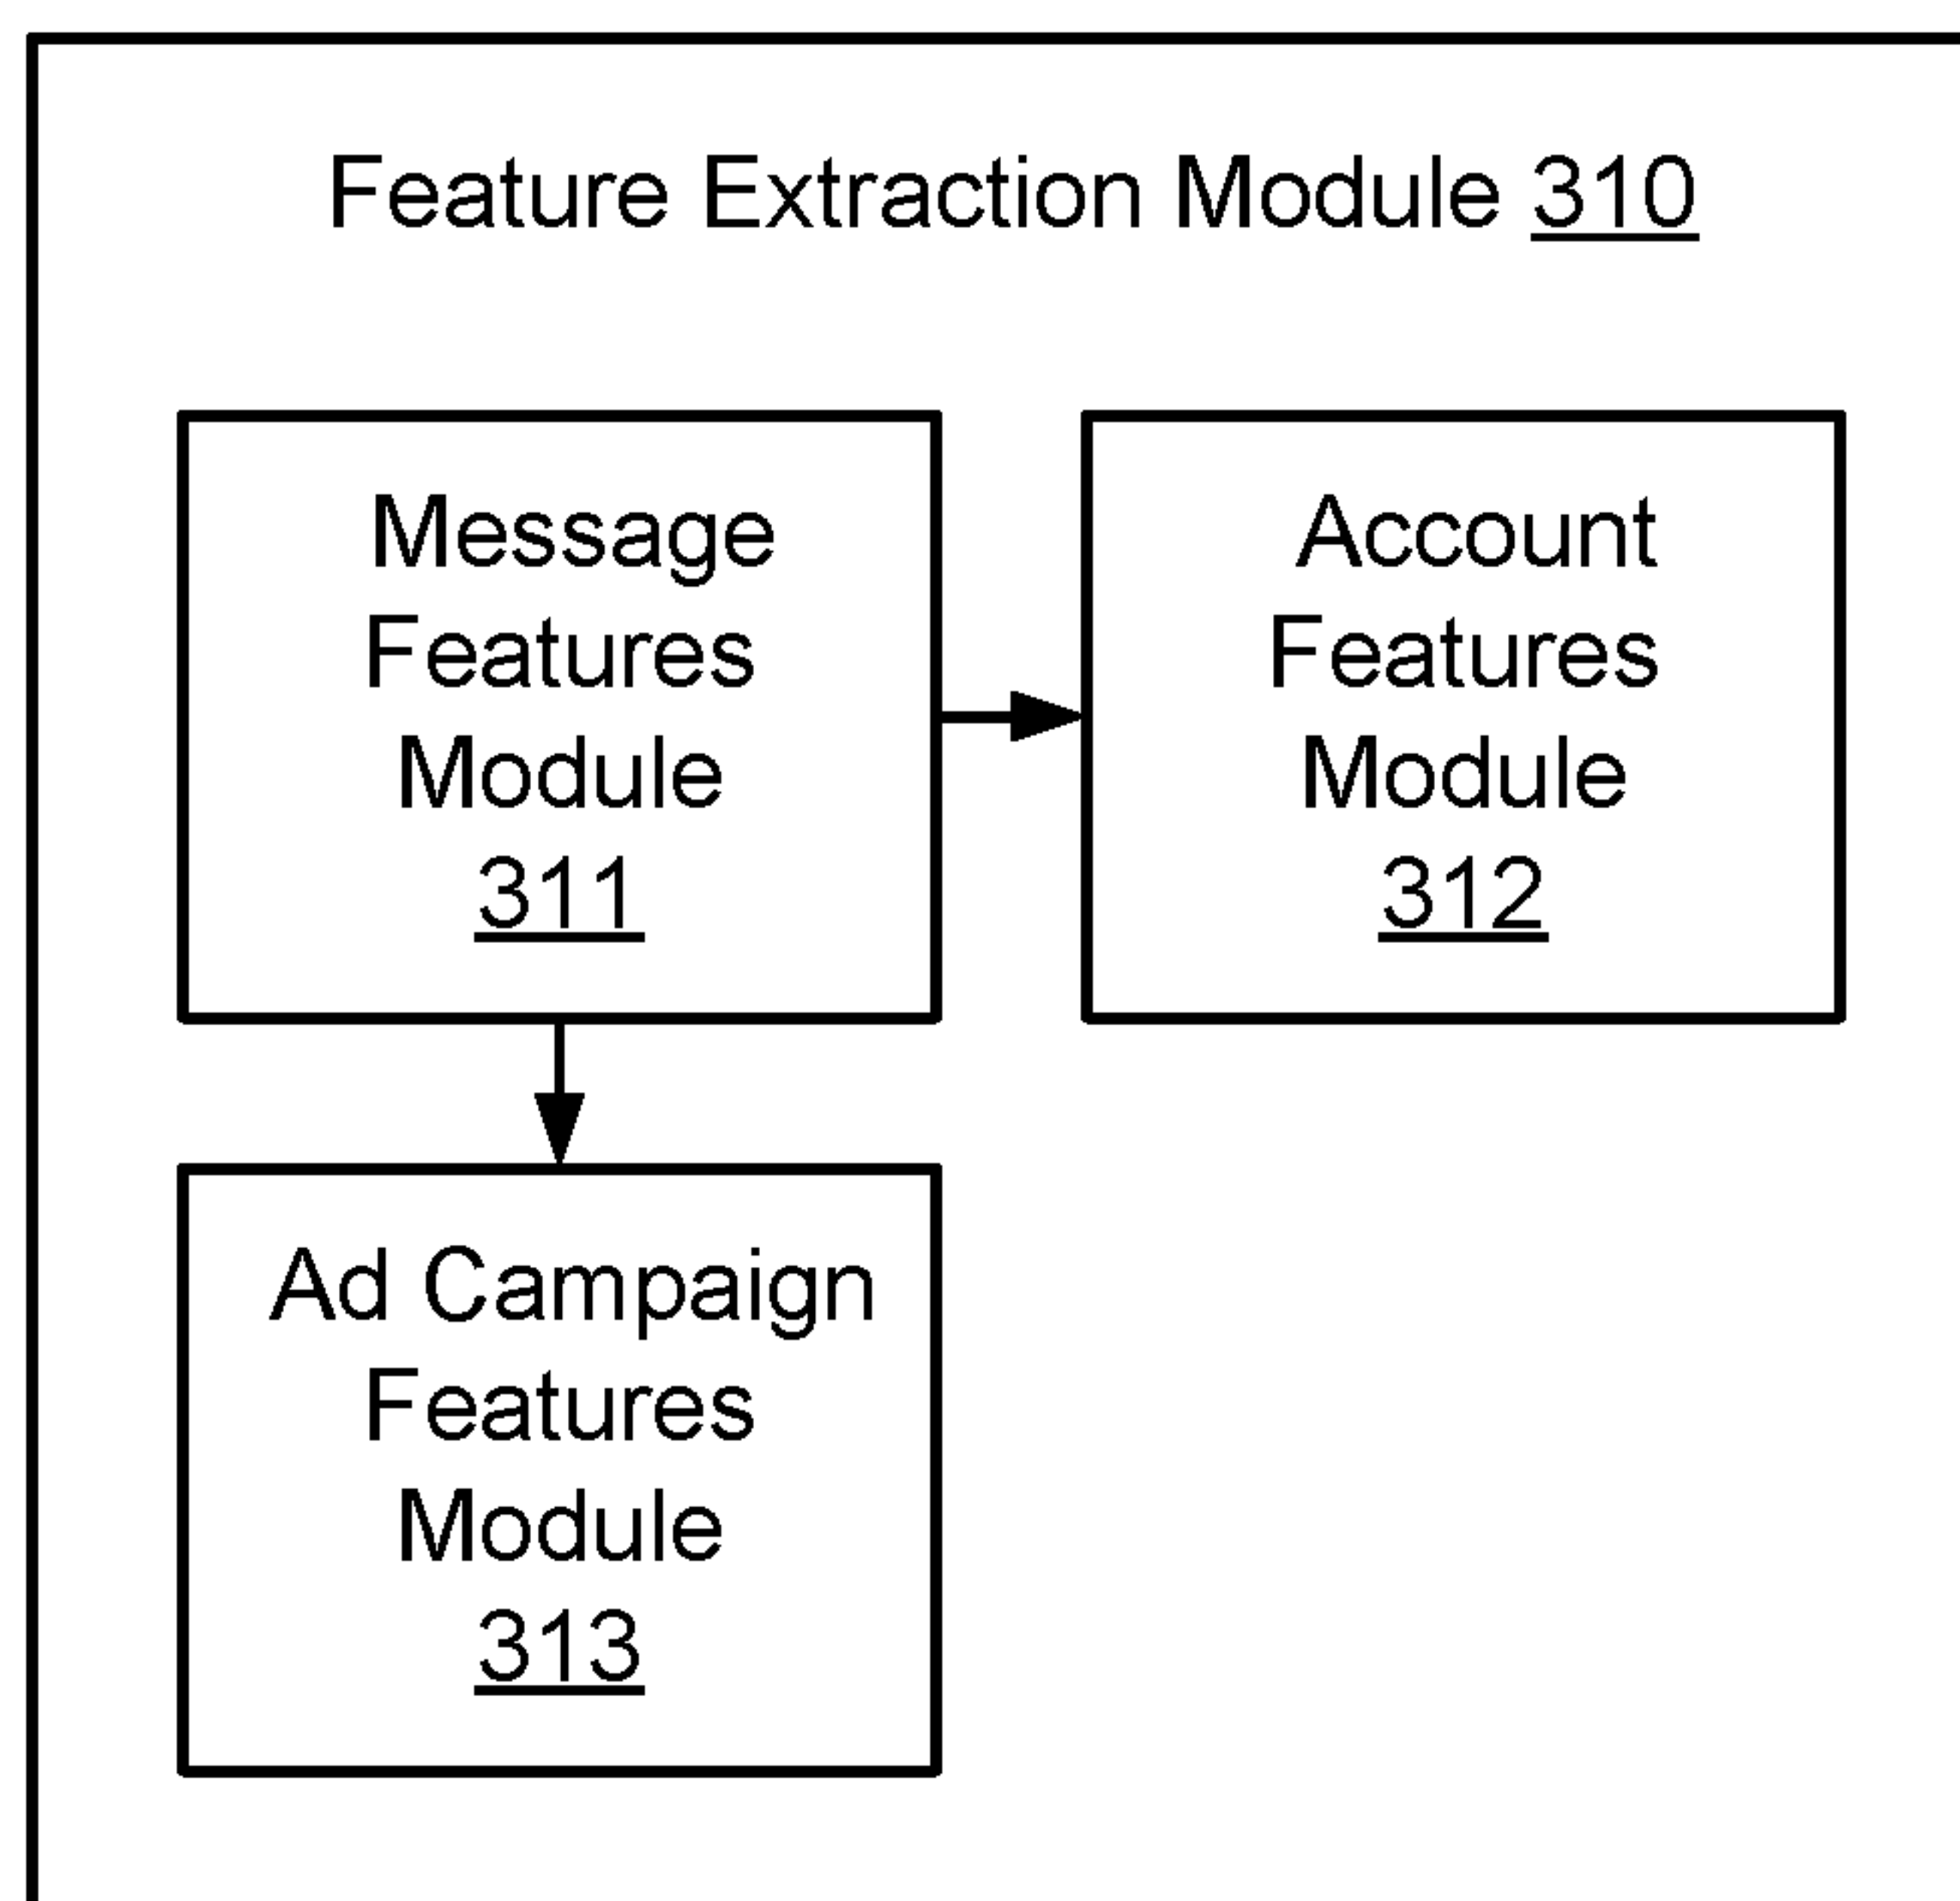 Feature Extraction Module 310
Message
Features
Module
311
Account
Features
Module
312
Ad Campaign
Features
Module
313